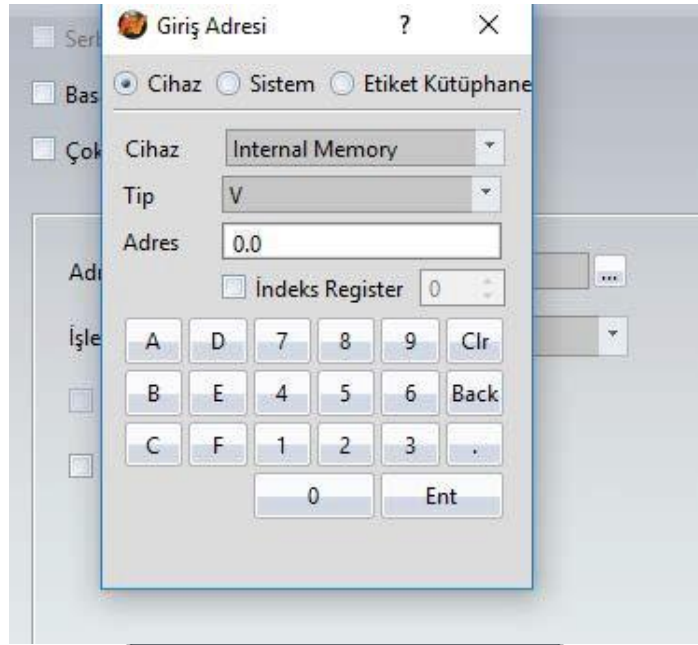 Giriş Adresi ? ×
Cihaz Sistem Etiket Kütüphane
Bas
Çok
Cihaz Internal Memory
Tip V
Adres 0.0
İndeks Register 0
...
İşle
A D 7 8 9 Clr
B E 4 5 6 Back
C F 1 2 3 .
0 Ent